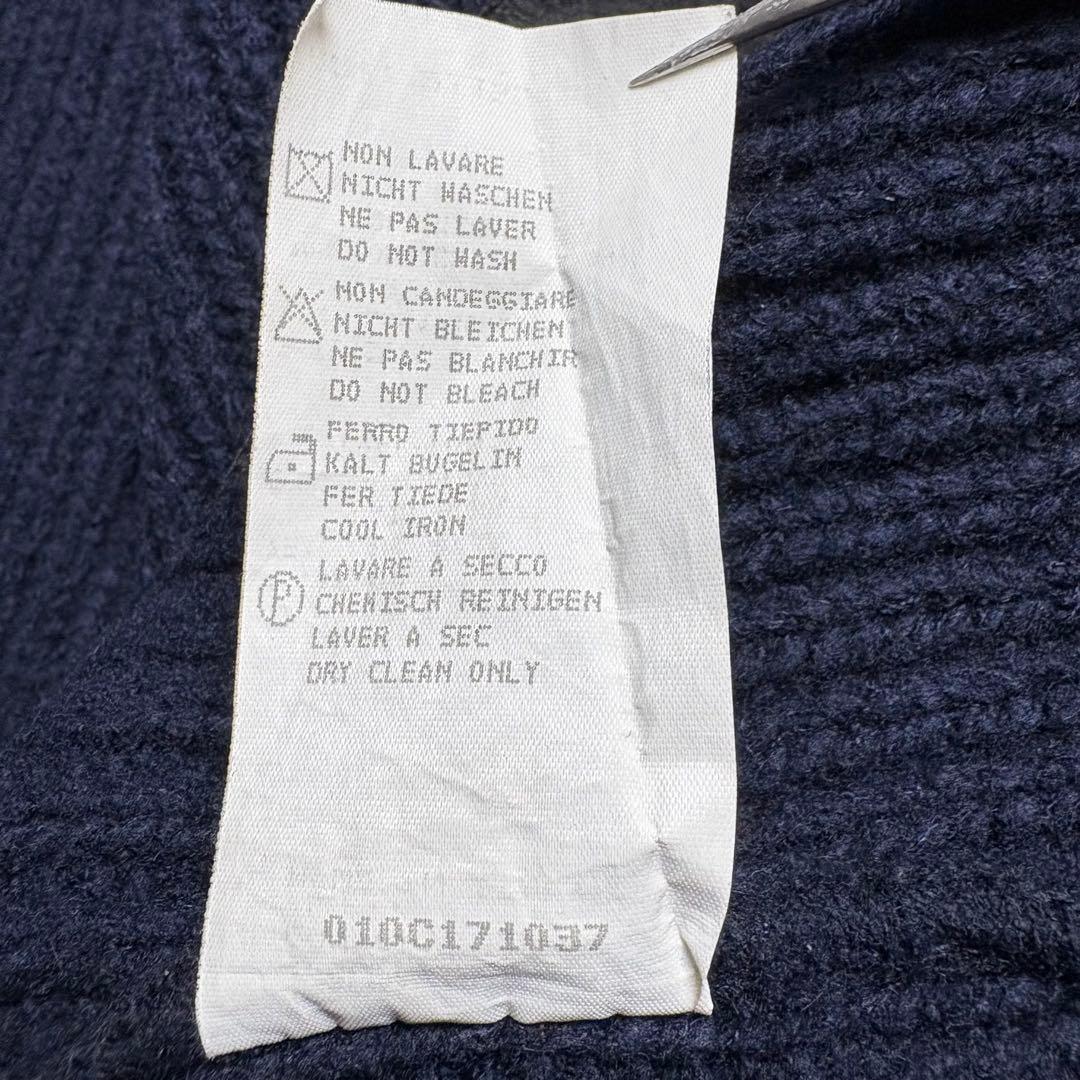 NON LAVARE
NICHT WASCHEN
NE PAS LAVER
DO NOT WASH
NON CANDEGGIARE
NICHT BLEICHEN
NE PAS BLANCHIR
DO NOT BLEACH
FERRO TIEPIDO
KALT BUGELIN
FER TIEDE
COOL IRON
LAVARE A SECCO
P
CHEMISCH REINIGEN
LAVER A SEC
DRY CLEAN ONLY
010C171037